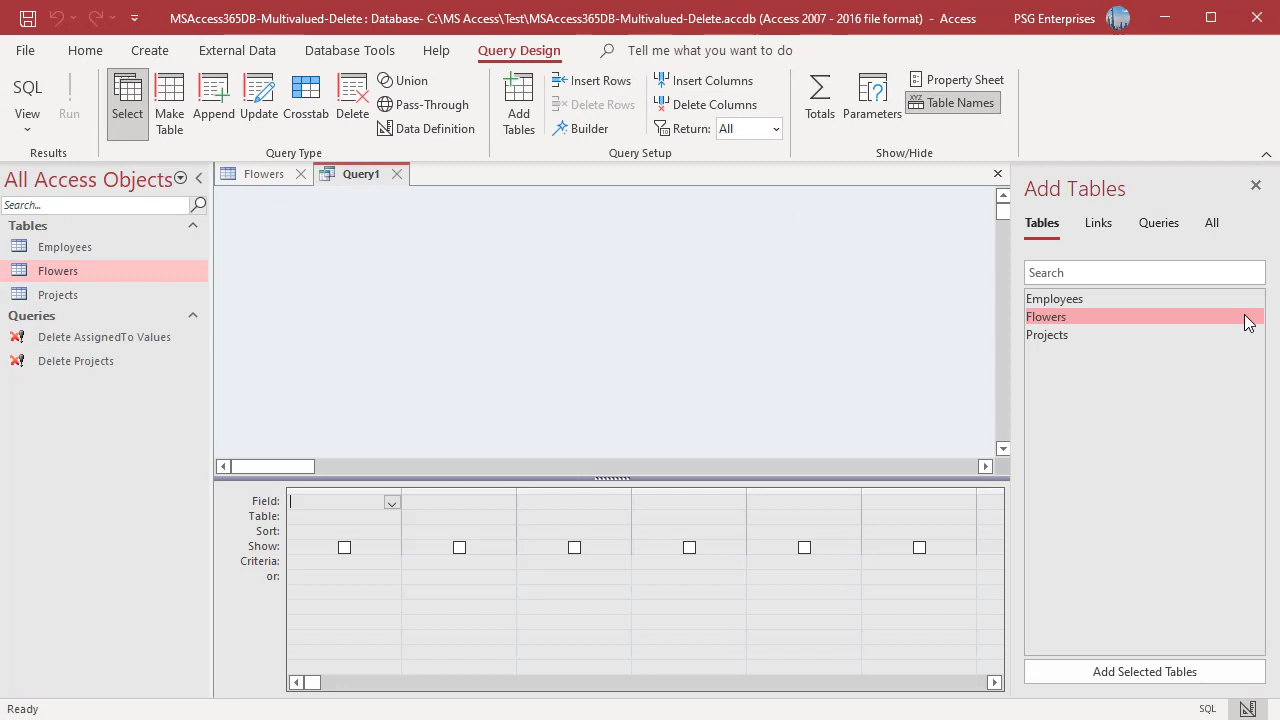 MSAccess365DB-Multivalued-Delete : Database- C:\MS Access\Test\MSAccess365DB-Multivalued-Delete.accdb (Access 2007 - 2016 file format) - Access
PSG Enterprises
File Home Create External Data Database Tools Help Query Design Tell me what you want to do
SQL
View
Run
Results
Select
Make
Table
Append
Update
Crosstab
Delete
Union
Pass-Through
Data Definition
Query Type
Add
Tables
Insert Rows
Delete Rows
Builder
Insert Columns
Delete Columns
Return: All
Query Setup
Totals
Parameters
Property Sheet
XYZ Table Names
Show/Hide
All Access Objects
Search...
Tables
Employees
Flowers
Projects
Queries
Delete AssignedTo Values
Delete Projects
Flowers
Query1
Field:
Table:
Sort:
Show:
Criteria:
or:
Add Tables
Tables Links Queries All
Search
Employees
Flowers
Projects
Add Selected Tables
Ready
SQL